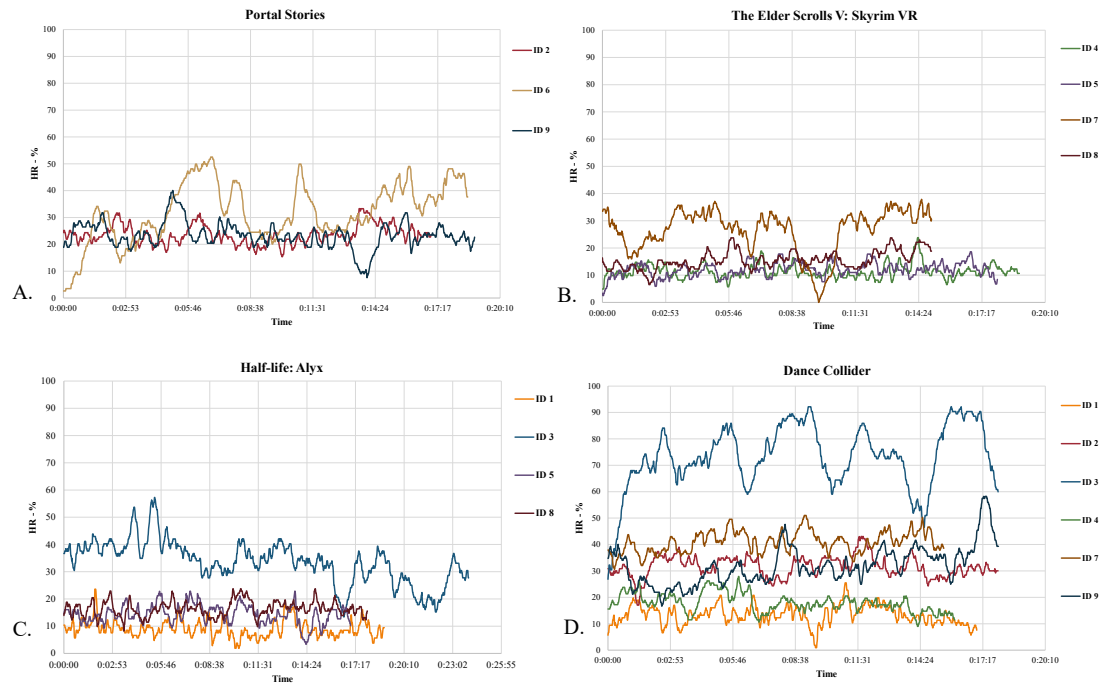 Portal Stories
100
90
80
70
60
50
40
30
20
10
0
HR - %
0:00:00 0:02:53 0:05:46 0:08:38 0:11:31 0:14:24 0:17:17 0:20:10
Time
ID 2
ID 6
ID 9
A.
The Elder Scrolls V: Skyrim VR
100
90
80
70
60
50
40
30
20
10
0
HR - %
0:00:00 0:02:53 0:05:46 0:08:38 0:11:31 0:14:24 0:17:17 0:20:10
Time
ID 4
ID 5
ID 7
ID 8
B.
Half-life: Alyx
100
90
80
70
60
50
40
30
20
10
0
HR - %
0:00:00 0:02:53 0:05:46 0:08:38 0:11:31 0:14:24 0:17:17 0:20:10 0:23:02 0:25:55
Time
ID 1
ID 3
ID 5
ID 8
C.
Dance Collider
100
90
80
70
60
50
40
30
20
10
0
HR - %
0:00:00 0:02:53 0:05:46 0:08:38 0:11:31 0:14:24 0:17:17 0:20:10
Time
ID 1
ID 2
ID 3
ID 4
ID 7
ID 9
D.